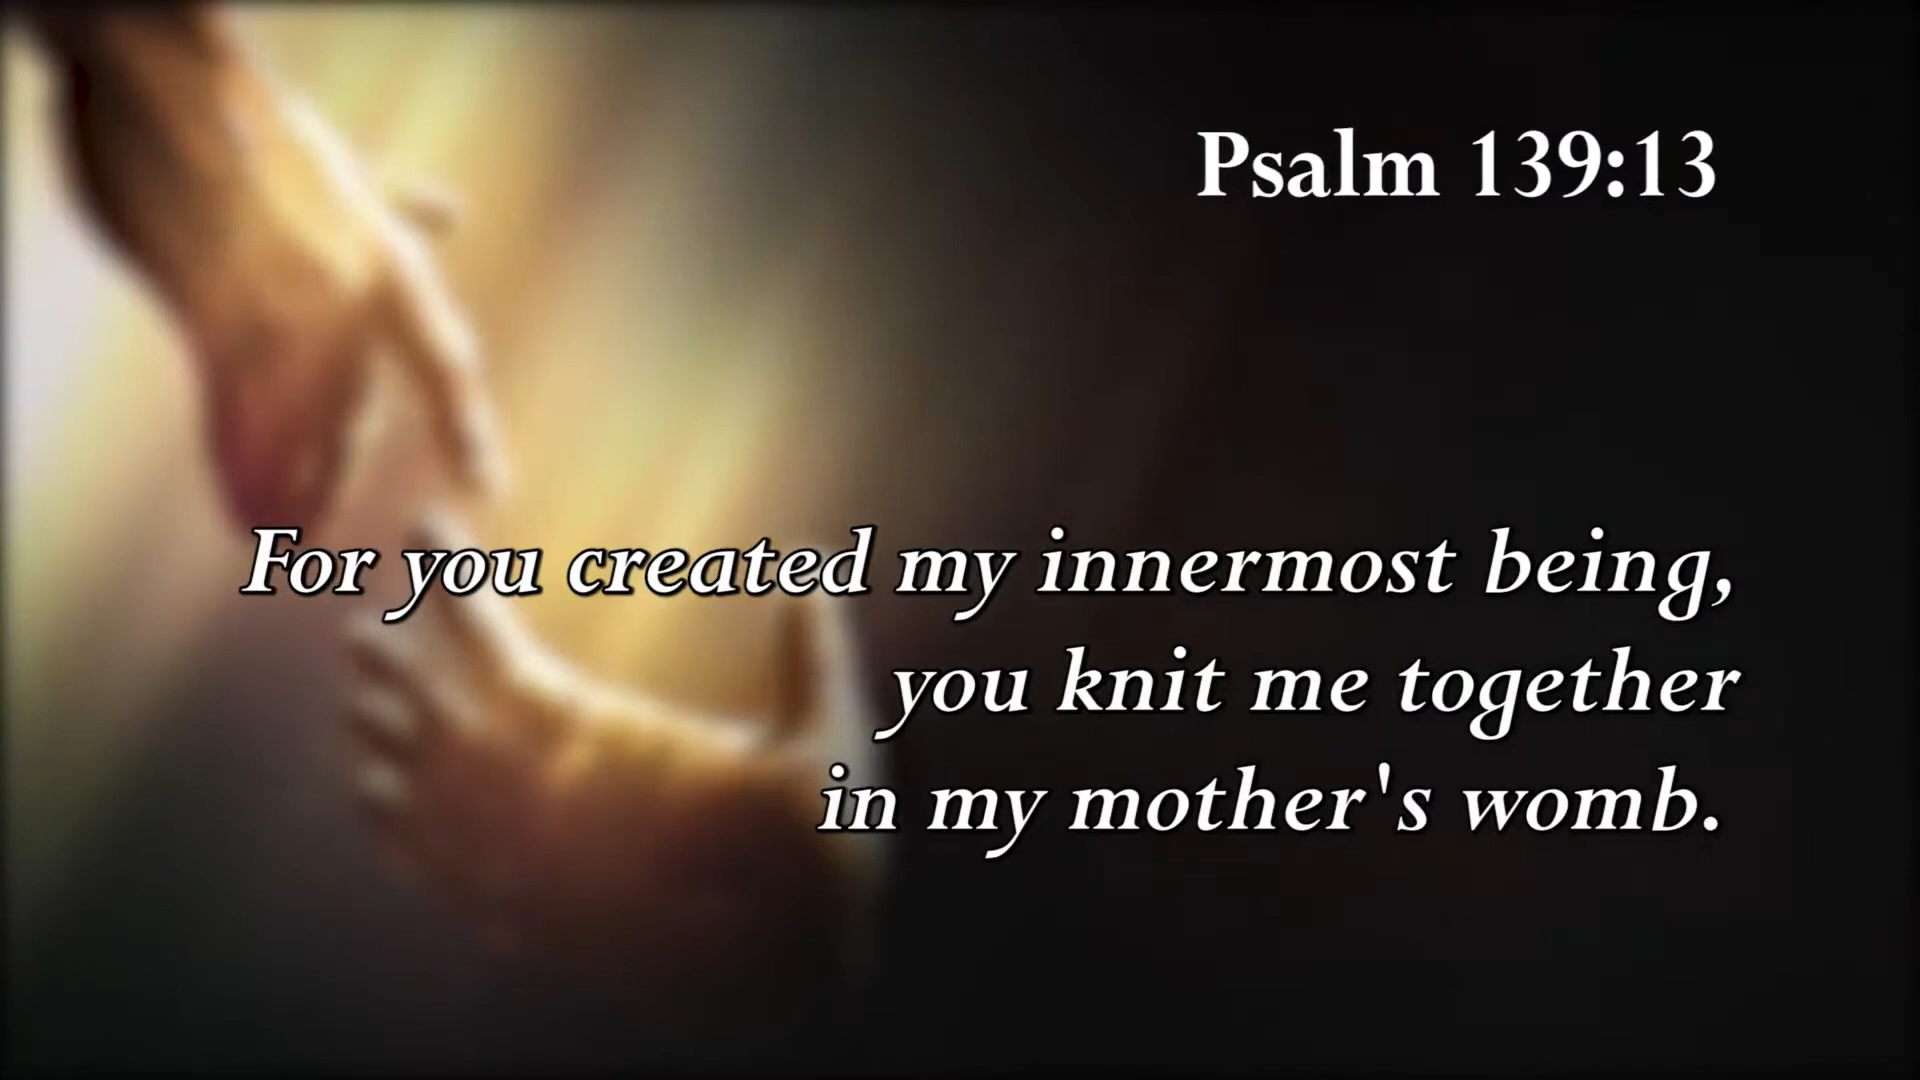 Psalm 139:13
For you created my innermost being,
you knit me together
in my mother's womb.